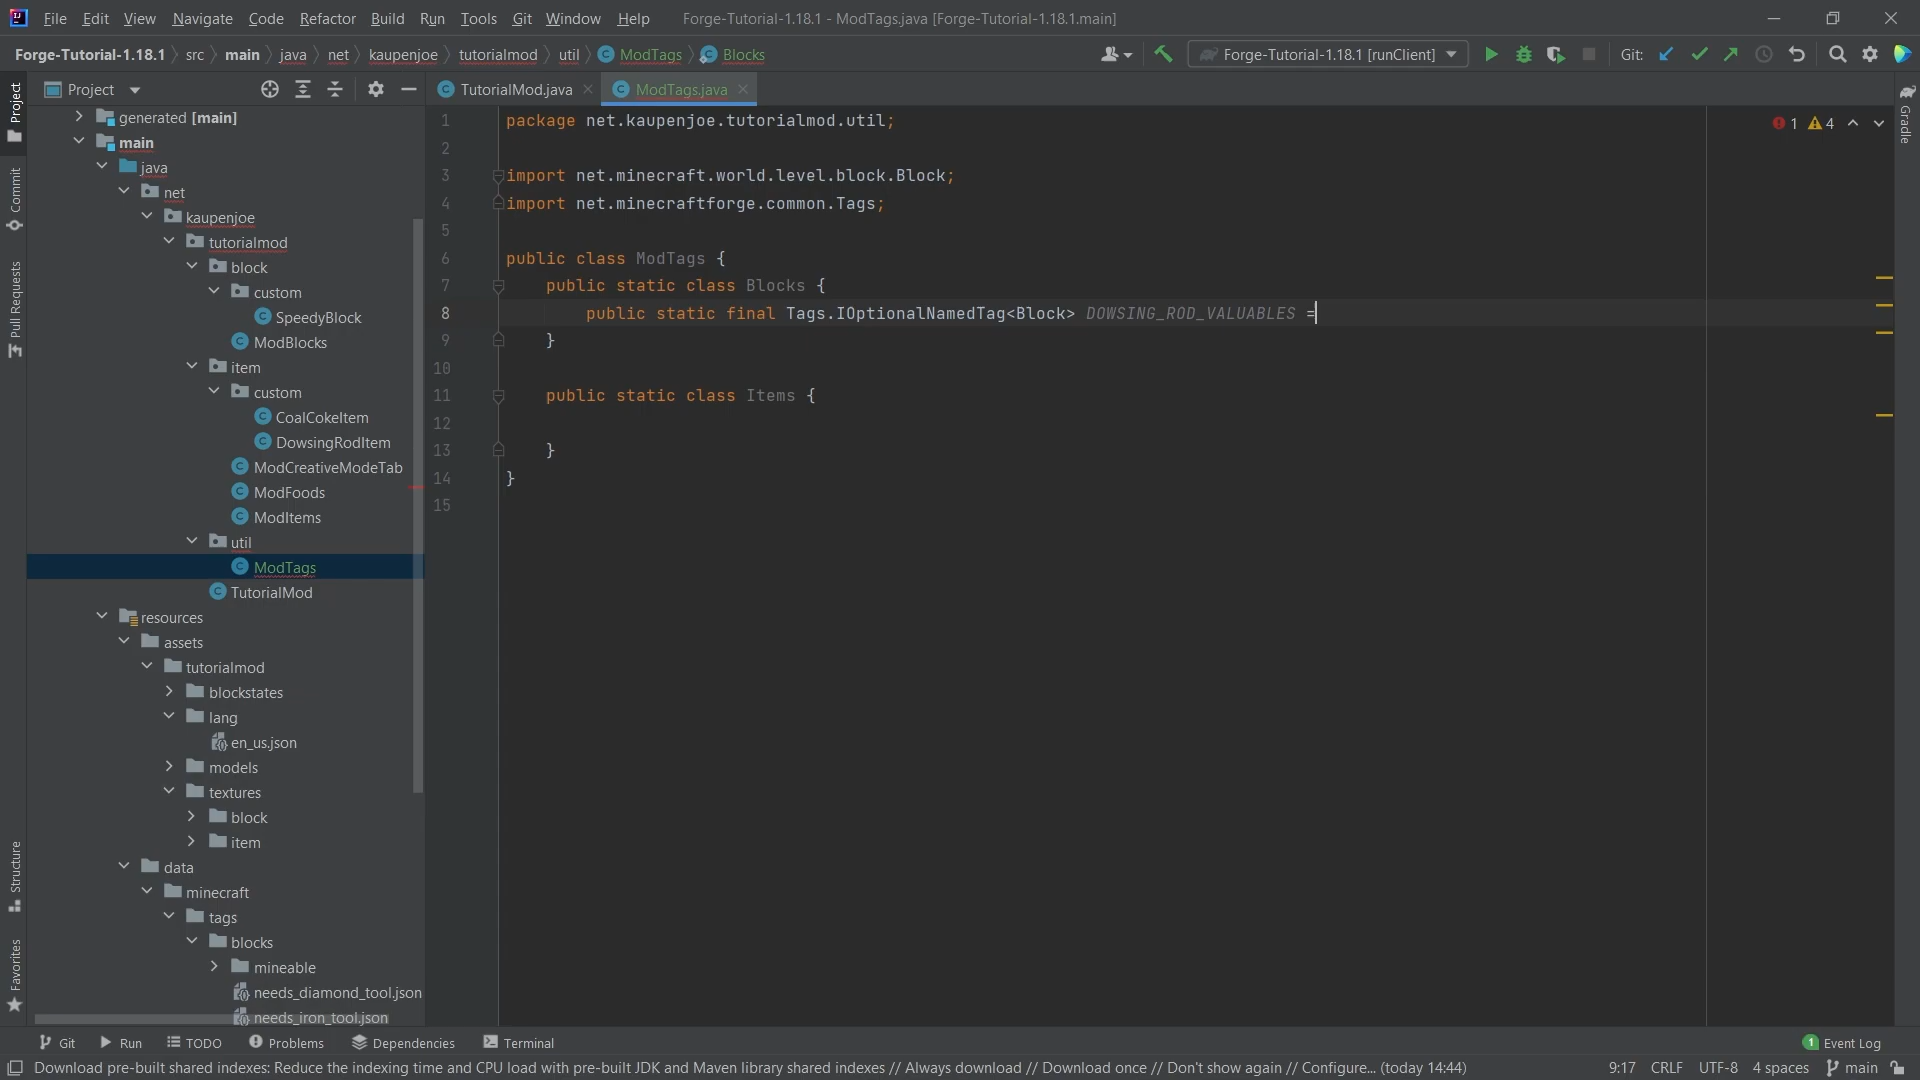 File Edit View Navigate Code Refactor Build Run Tools Git Window Help Forge-Tutorial-1.18.1 - ModTags.java [Forge-Tutorial-1.18.1.main]
Forge-Tutorial-1.18.1 src main java net kaupenjoe tutorialmod util ModTags Blocks Forge-Tutorial-1.18.1 [runClient] Git:
Project TutorialMod.java ModTags.java
Project
Commit
Pull Requests
Structure
Favorites
generated [main]
main
java
net
kaupenjoe
tutorialmod
block
custom
SpeedyBlock
ModBlocks
item
custom
CoalCokeItem
DowsingRodItem
ModCreativeModeTab
ModFoods
ModItems
util
ModTags
TutorialMod
resources
assets
tutorialmod
blockstates
lang
en_us.json
models
textures
block
item
data
minecraft
tags
blocks
mineable
needs_diamond_tool.json
needs_iron_tool.json
1 package net.kaupenjoe.tutorialmod.util;
2
3 import net.minecraft.world.level.block.Block;
4 import net.minecraftforge.common.Tags;
5
6 public class ModTags {
7 public static class Blocks {
8 public static final Tags.IOptionalNamedTag<Block> DOWSING_ROD_VALUABLES =
9 }
10
11 public static class Items {
12
13 }
14 }
15
1 4
Gradle
Git Run TODO Problems Dependencies Terminal 1 Event Log
Download pre-built shared indexes: Reduce the indexing time and CPU load with pre-built JDK and Maven library shared indexes // Always download // Download once // Don't show again // Configure... (today 14:44) 9:17 CRLF UTF-8 4 spaces main